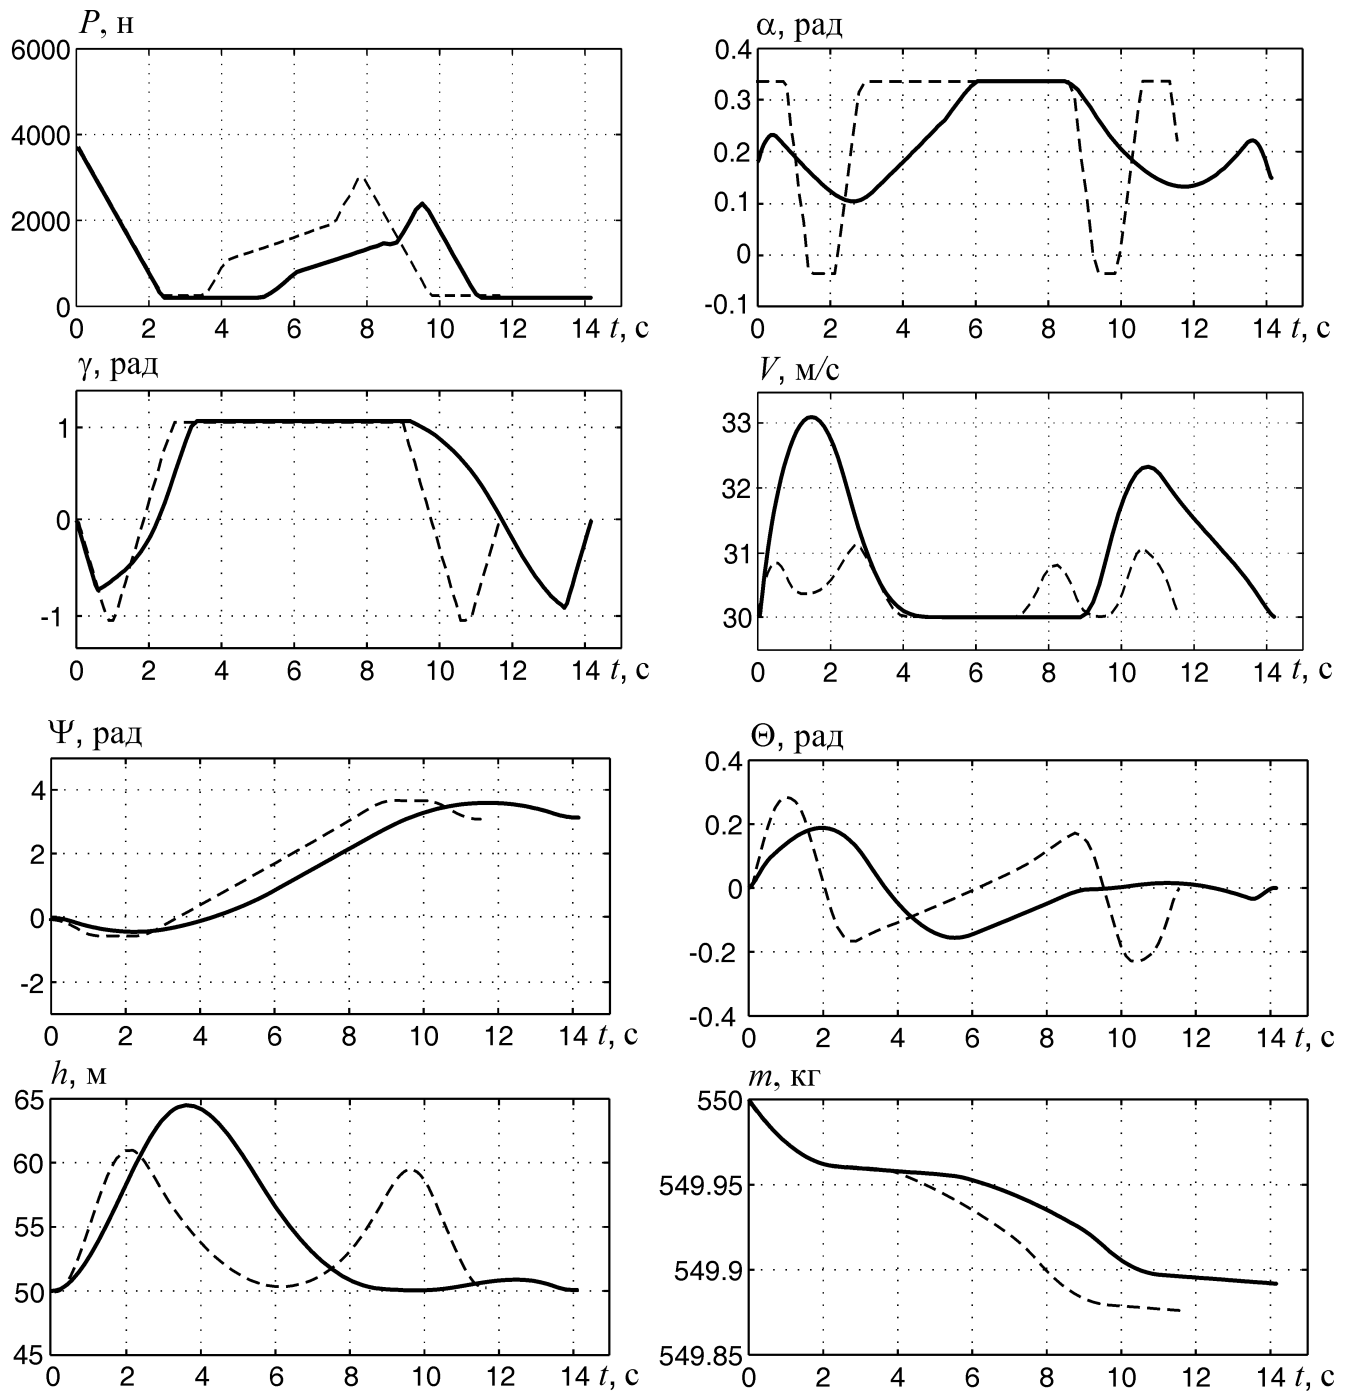 P, н
6000
4000
2000
0
0 2 4 6 8 10 12 14 t, с
α, рад
0.4
0.3
0.2
0.1
0
-0.1
0 2 4 6 8 10 12 14 t, с
γ, рад
1
0
-1
0 2 4 6 8 10 12 14 t, с
V, м/с
33
32
31
30
0 2 4 6 8 10 12 14 t, с
Ψ, рад
4
2
0
-2
0 2 4 6 8 10 12 14 t, с
Θ, рад
0.4
0.2
0
-0.2
-0.4
0 2 4 6 8 10 12 14 t, с
h, м
65
60
55
50
45
0 2 4 6 8 10 12 14 t, с
m, кг
550
549.95
549.9
549.85
0 2 4 6 8 10 12 14 t, с